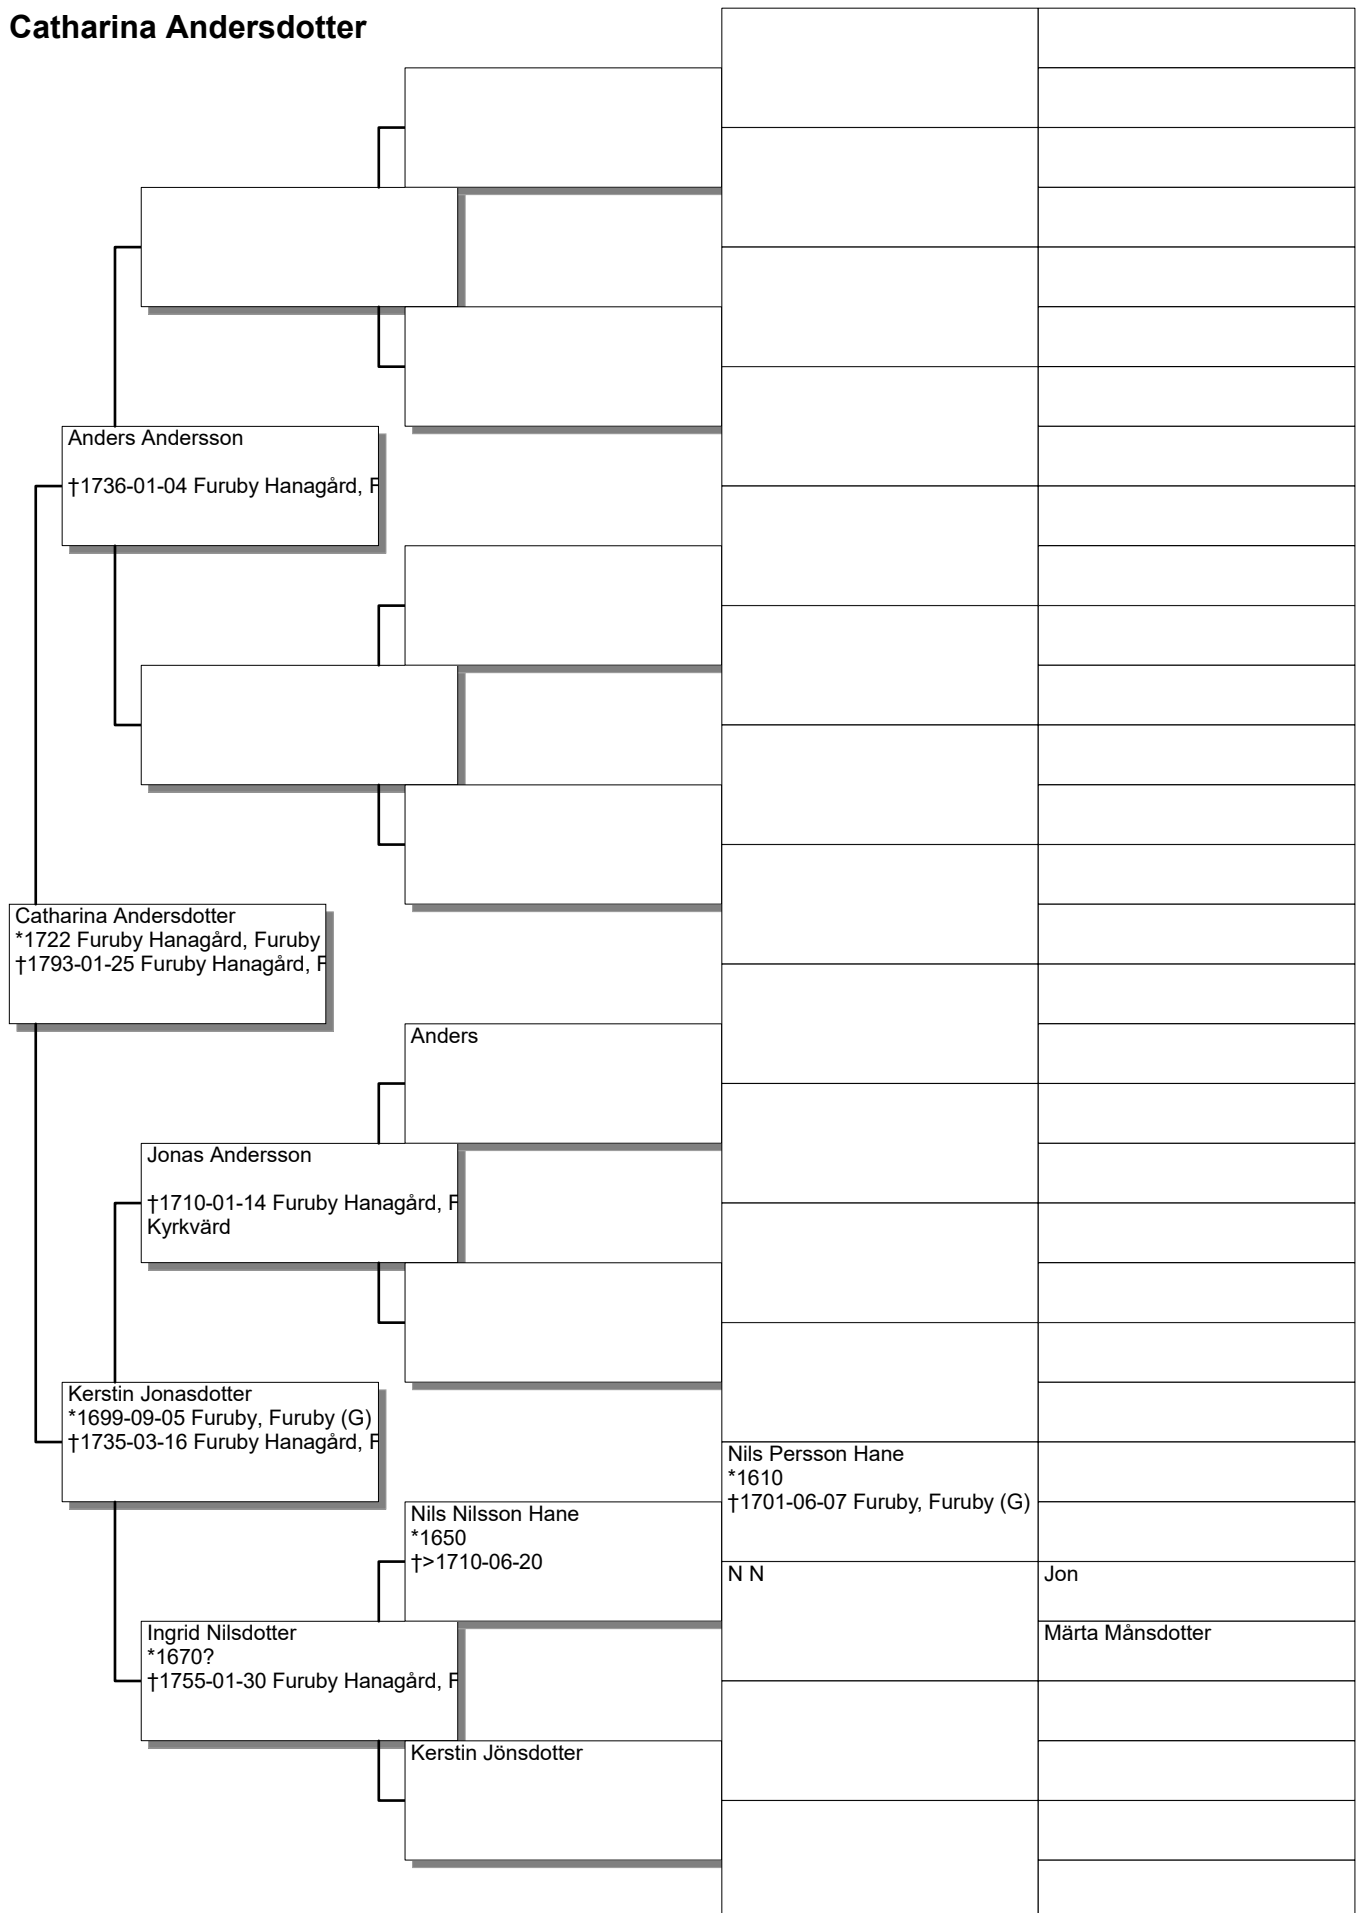 Catharina Andersdotter
Anders Andersson
†1736-01-04 Furuby Hanagård, F
Catharina Andersdotter
*1722 Furuby Hanagård, Furuby
†1793-01-25 Furuby Hanagård, F
Anders
Jonas Andersson
†1710-01-14 Furuby Hanagård, F
Kyrkvärd
Kerstin Jonasdotter
*1699-09-05 Furuby, Furuby (G)
†1735-03-16 Furuby Hanagård, F
Nils Persson Hane
*1610
†1701-06-07 Furuby, Furuby (G)
Nils Nilsson Hane
*1650
†>1710-06-20
N N
Jon
Ingrid Nilsdotter
*1670?
†1755-01-30 Furuby Hanagård, F
Märta Månsdotter
Kerstin Jönsdotter